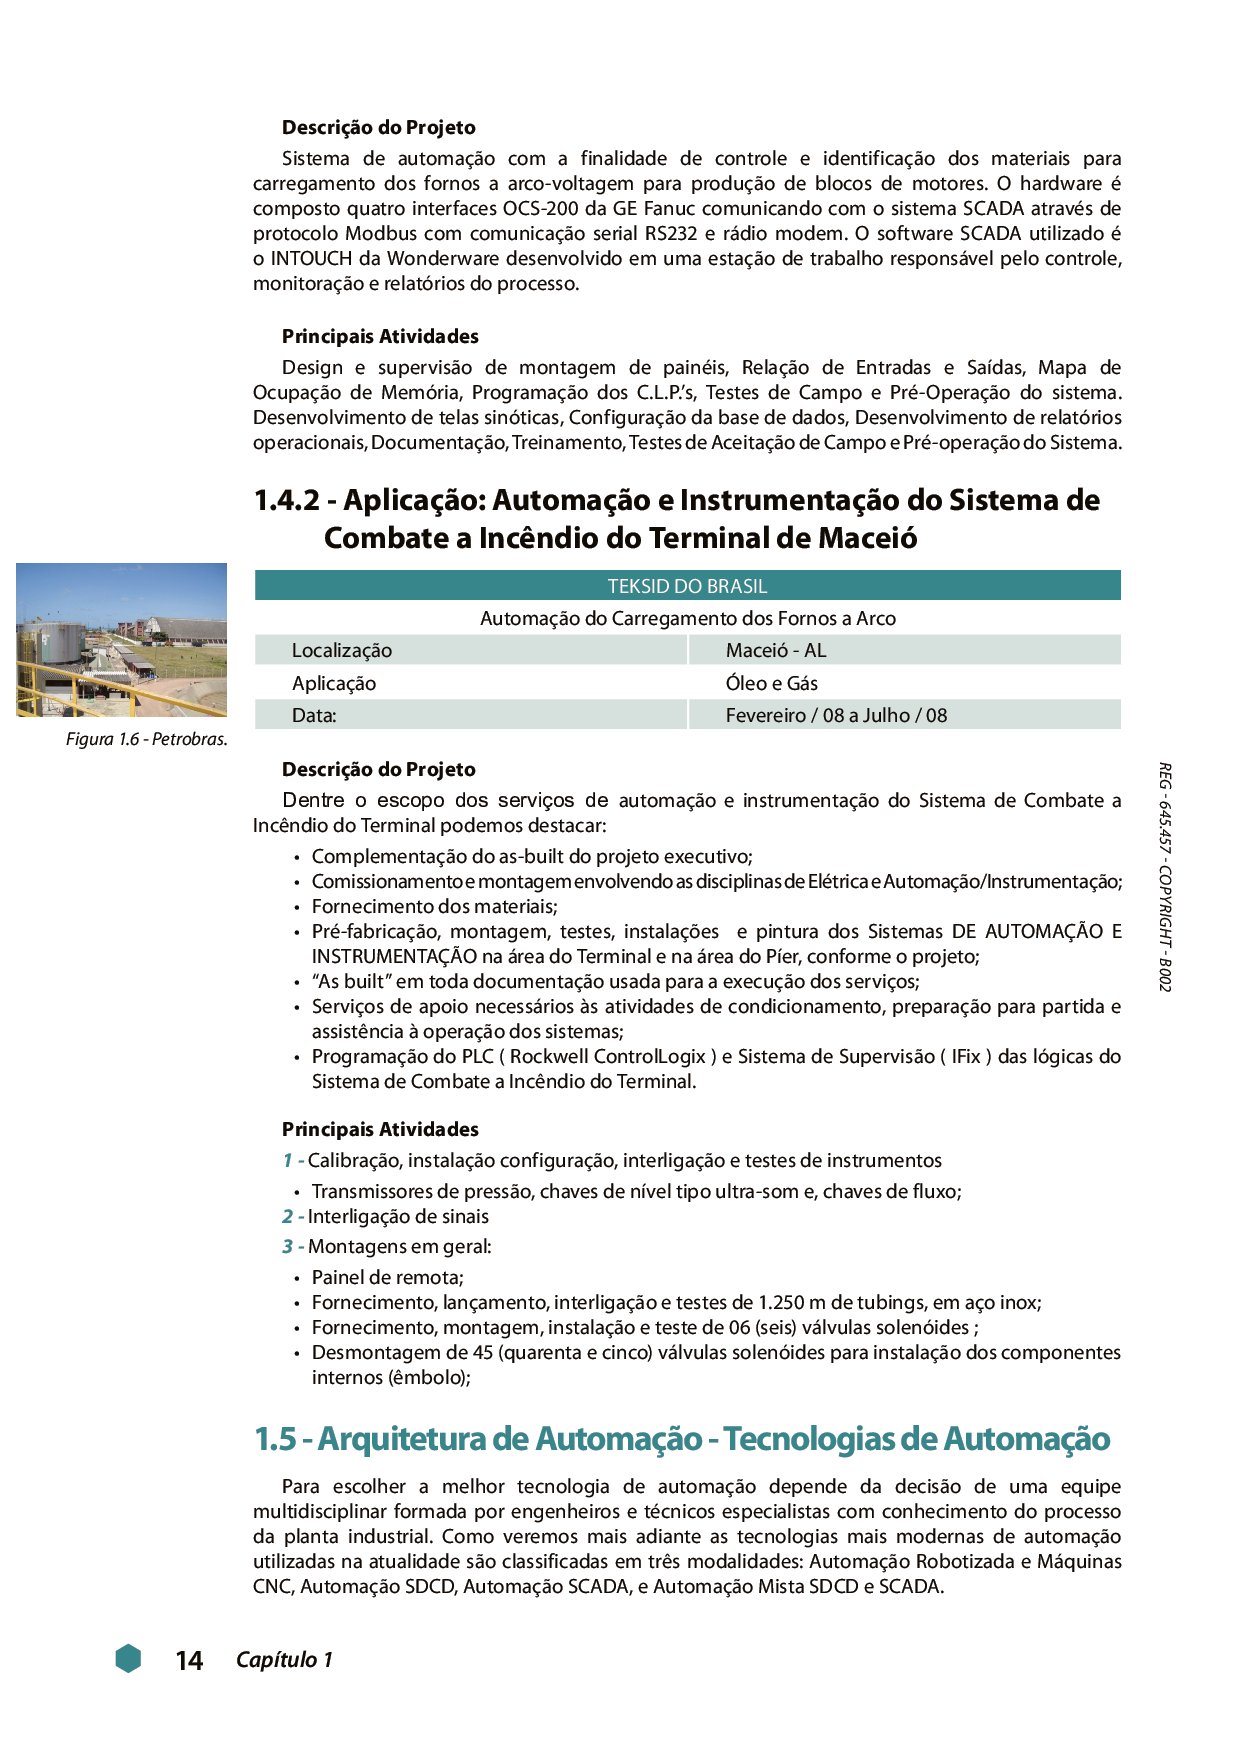 Descrição do Projeto
Sistema de automação com a finalidade de controle e identificação dos materiais para
carregamento dos fornos a arco-voltagem para produção de blocos de motores. O hardware é
composto quatro interfaces OCS-200 da GE Fanuc comunicando com o sistema SCADA através de
protocolo Modbus com comunicação serial RS232 e rádio modem. O software SCADA utilizado é
o INTOUCH da Wonderware desenvolvido em uma estação de trabalho responsável pelo controle,
monitoração e relatórios do processo.
Principais Atividades
Design e supervisão de montagem de painéis, Relação de Entradas e Saídas, Mapa de
Ocupação de Memória, Programação dos C.L.P.'s, Testes de Campo e Pré-Operação do sistema.
Desenvolvimento de telas sinóticas, Configuração da base de dados, Desenvolvimento de relatórios
operacionais, Documentação, Treinamento, Testes de Aceitação de Campo e Pré-operação do Sistema.
1.4.2 - Aplicação: Automação e Instrumentação do Sistema de
Combate a Incêndio do Terminal de Maceió
TEKSID DO BRASIL
Automação do Carregamento dos Fornos a Arco
Localização Maceió - AL
Aplicação Óleo e Gás
Data: Fevereiro / 08 a Julho / 08
Figura 1.6 - Petrobras.
Descrição do Projeto
Dentre o escopo dos serviços de automação e instrumentação do Sistema de Combate a
Incêndio do Terminal podemos destacar:
• Complementação do as-built do projeto executivo;
• Comissionamento e montagem envolvendo as disciplinas de Elétrica e Automação/Instrumentação;
• Fornecimento dos materiais;
• Pré-fabricação, montagem, testes, instalações e pintura dos Sistemas DE AUTOMAÇÃO E
INSTRUMENTAÇÃO na área do Terminal e na área do Píer, conforme o projeto;
• “As built” em toda documentação usada para a execução dos serviços;
• Serviços de apoio necessários às atividades de condicionamento, preparação para partida e
assistência à operação dos sistemas;
• Programação do PLC ( Rockwell ControlLogix ) e Sistema de Supervisão ( IFix ) das lógicas do
Sistema de Combate a Incêndio do Terminal.
Principais Atividades
1 - Calibração, instalação configuração, interligação e testes de instrumentos
• Transmissores de pressão, chaves de nível tipo ultra-som e, chaves de fluxo;
2 - Interligação de sinais
3 - Montagens em geral:
• Painel de remota;
• Fornecimento, lançamento, interligação e testes de 1.250 m de tubings, em aço inox;
• Fornecimento, montagem, instalação e teste de 06 (seis) válvulas solenóides ;
• Desmontagem de 45 (quarenta e cinco) válvulas solenóides para instalação dos componentes
internos (êmbolo);
1.5 - Arquitetura de Automação - Tecnologias de Automação
Para escolher a melhor tecnologia de automação depende da decisão de uma equipe
multidisciplinar formada por engenheiros e técnicos especialistas com conhecimento do processo
da planta industrial. Como veremos mais adiante as tecnologias mais modernas de automação
utilizadas na atualidade são classificadas em três modalidades: Automação Robotizada e Máquinas
CNC, Automação SDCD, Automação SCADA, e Automação Mista SDCD e SCADA.
REG - 645.457 - COPYRIGHT - B002
14 Capítulo 1